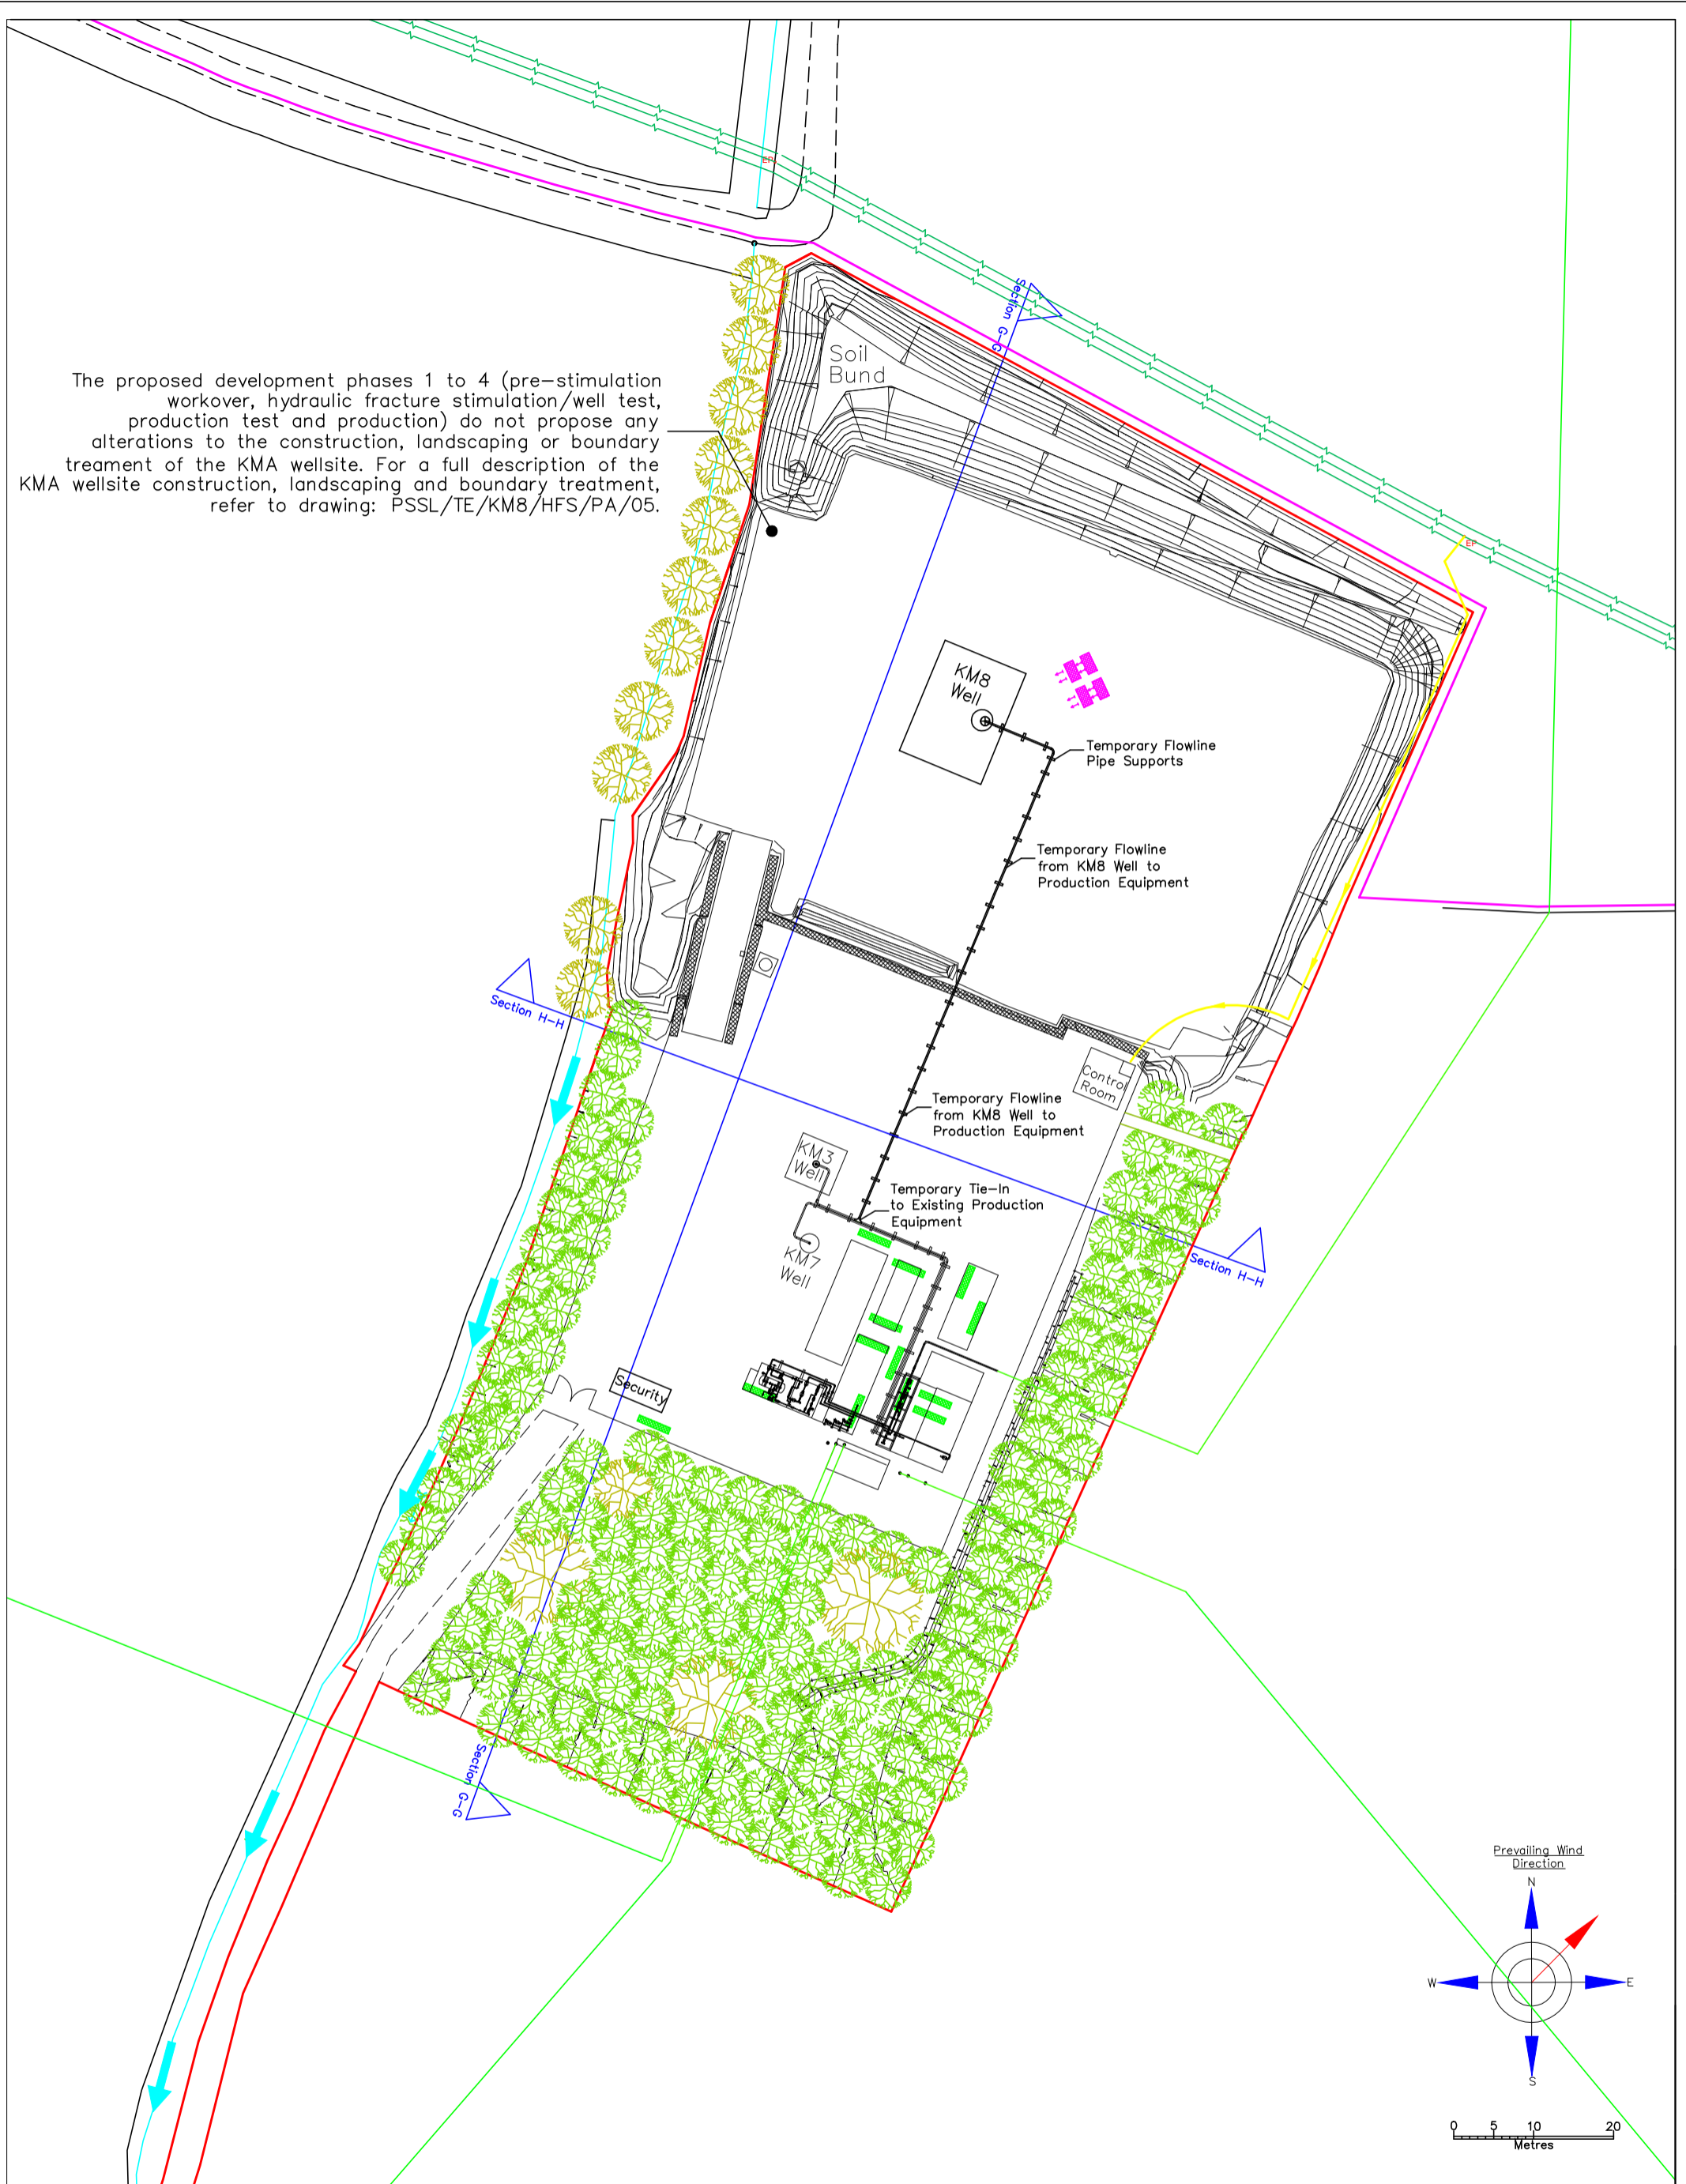 EP
Section G-G
Soil
Bund
The proposed development phases 1 to 4 (pre-stimulation
workover, hydraulic fracture stimulation/well test,
production test and production) do not propose any
alterations to the construction, landscaping or boundary
treament of the KMA wellsite. For a full description of the
KMA wellsite construction, landscaping and boundary treatment,
refer to drawing: PSSL/TE/KM8/HFS/PA/05.
EP
KM8
Well
Temporary Flowline
Pipe Supports
Temporary Flowline
from KM8 Well to
Production Equipment
Section H-H
Control
Room
Temporary Flowline
from KM8 Well to
Production Equipment
KM3
Well
Temporary Tie-In
to Existing Production
Equipment
KM7
Well
Section H-H
Security
Section G-G
Prevailing Wind
Direction
N
W
E
S
0 5 10 20
Metres